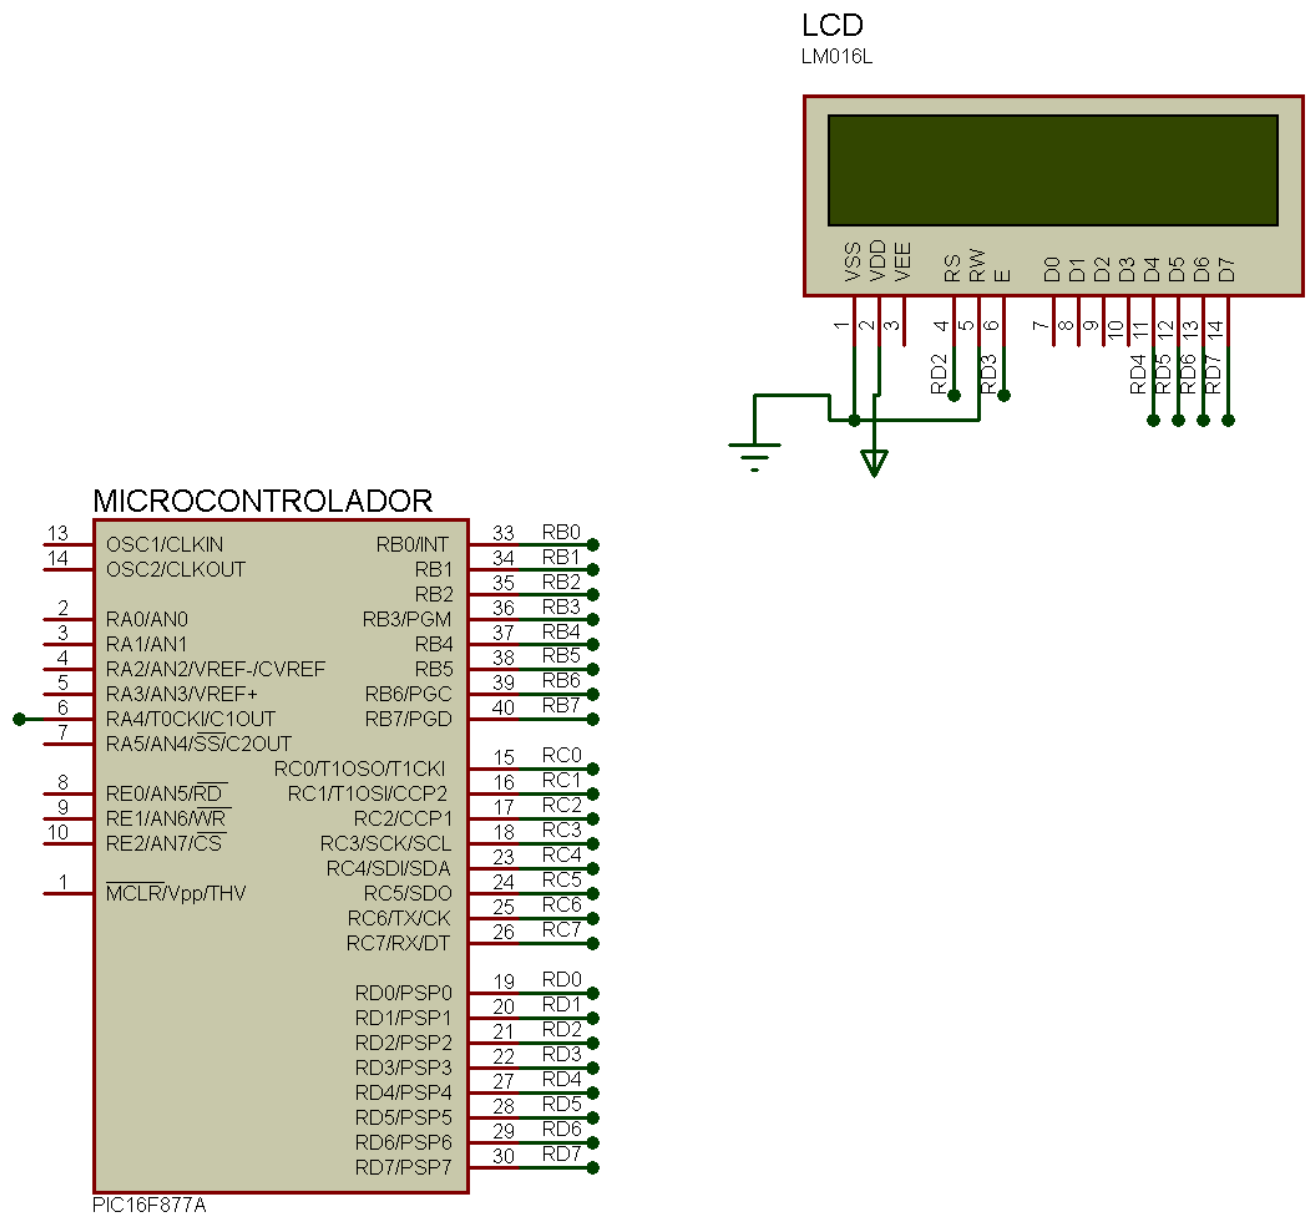 LCD
LM016L
VSS VDD VEE RS RW E D0 D1 D2 D3 D4 D5 D6 D7
1 2 3 4 5 6 7 8 9 10 11 12 13 14
RD2 RD3 RD4 RD5 RD6 RD7
MICROCONTROLADOR
13 OSC1/CLKIN RB0/INT 33 RB0
14 OSC2/CLKOUT RB1 34 RB1
RB2 35 RB2
2 RA0/AN0 RB3/PGM 36 RB3
3 RA1/AN1 RB4 37 RB4
4 RA2/AN2/VREF-/CVREF RB5 38 RB5
5 RA3/AN3/VREF+ RB6/PGC 39 RB6
6 RA4/T0CKI/C1OUT RB7/PGD 40 RB7
7 RA5/AN4/SS/C2OUT
RC0/T1OSO/T1CKI 15 RC0
8 RE0/AN5/RD RC1/T1OSI/CCP2 16 RC1
9 RE1/AN6/WR RC2/CCP1 17 RC2
10 RE2/AN7/CS RC3/SCK/SCL 18 RC3
RC4/SDI/SDA 23 RC4
1 MCLR/Vpp/THV RC5/SDO 24 RC5
RC6/TX/CK 25 RC6
RC7/RX/DT 26 RC7
RD0/PSP0 19 RD0
RD1/PSP1 20 RD1
RD2/PSP2 21 RD2
RD3/PSP3 22 RD3
RD4/PSP4 27 RD4
RD5/PSP5 28 RD5
RD6/PSP6 29 RD6
RD7/PSP7 30 RD7
PIC16F877A